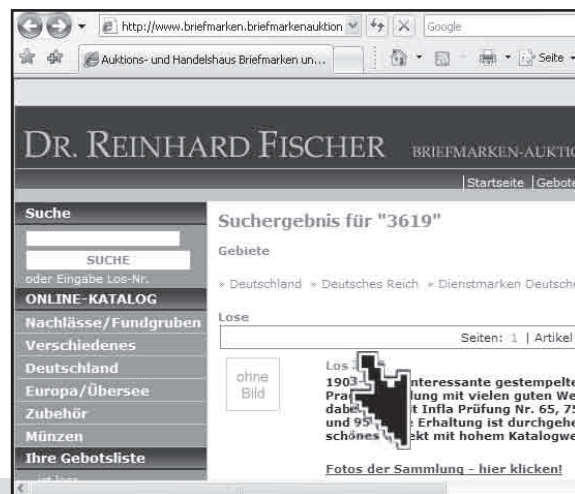 http://www.briefmarken.briefmarkenauktion
Google
Auktions- und Handelshaus Briefmarken un...
Seite
DR. REINHARD FISCHER BRIEFMARKEN-AUKTIO
|Startseite |Gebote
Suche
SUCHE
oder Eingabe Los-Nr.
ONLINE-KATALOG
Nachlässe/Fundgruben
Verschiedenes
Deutschland
Europa/Übersee
Zubehör
Münzen
Ihre Gebotsliste
ist leer
Suchergebnis für "3619"
Gebiete
» Deutschland » Deutsches Reich » Dienstmarken Deutsche
Lose
Seiten: 1 | Artikel
ohne
Bild
Los
1903- nteressante gestempelte
Pra lung mit vielen guten We
dabe t Infla Prüfung Nr. 65, 75
und 95 Erhaltung ist durchgehe
schönes ekt mit hohem Katalogwe
Fotos der Sammlung - hier klicken!